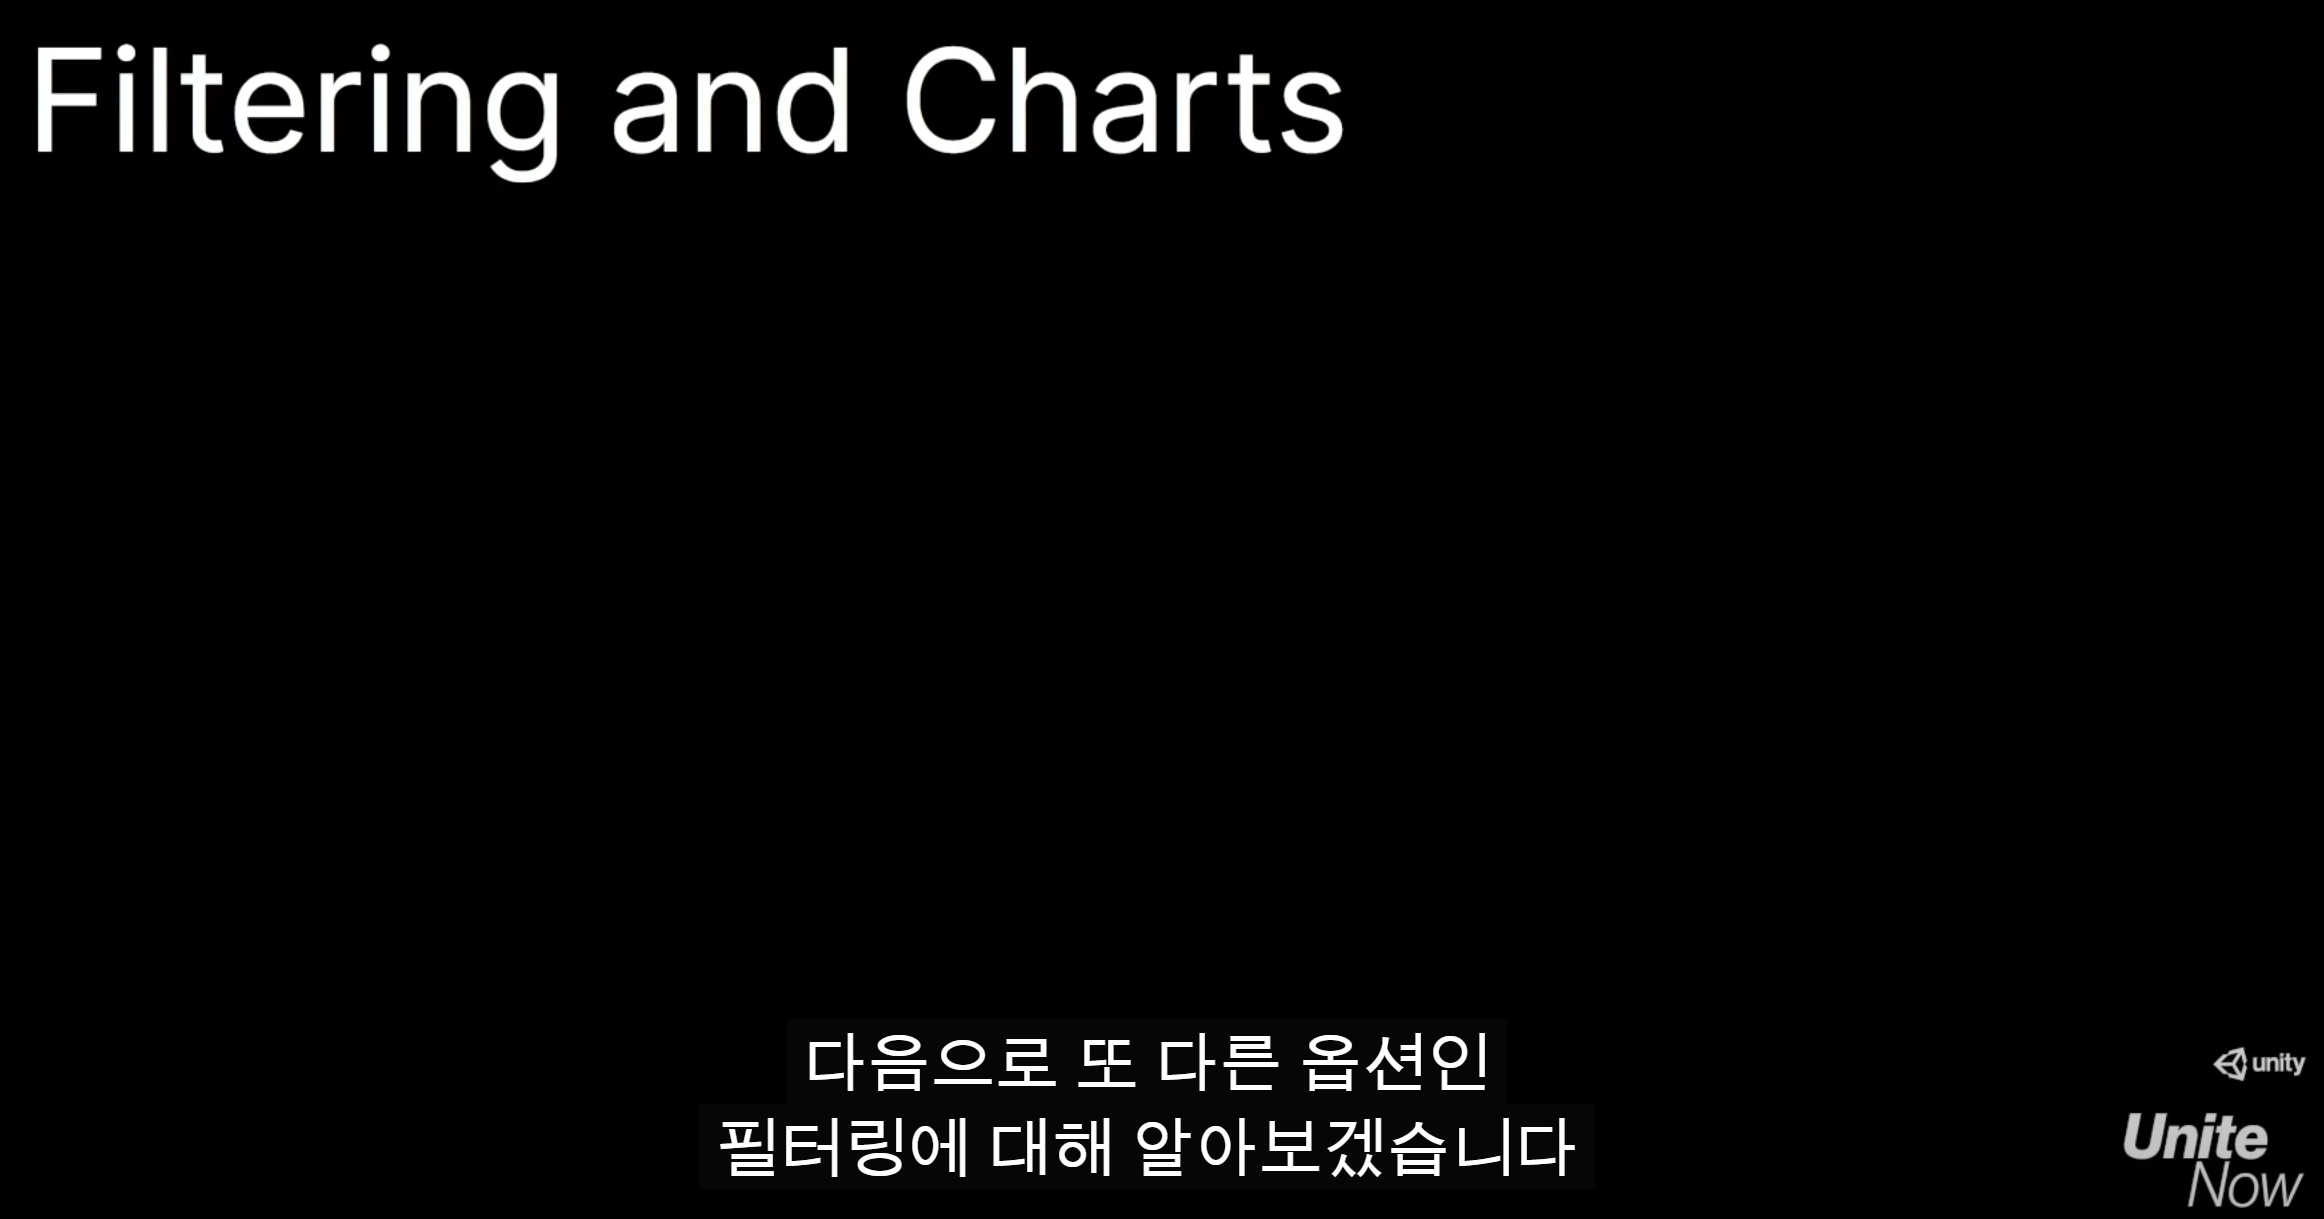 Filtering and Charts
다음으로 또 다른 옵션인
필터링에 대해 알아보겠습니다
unity
Unite
Now